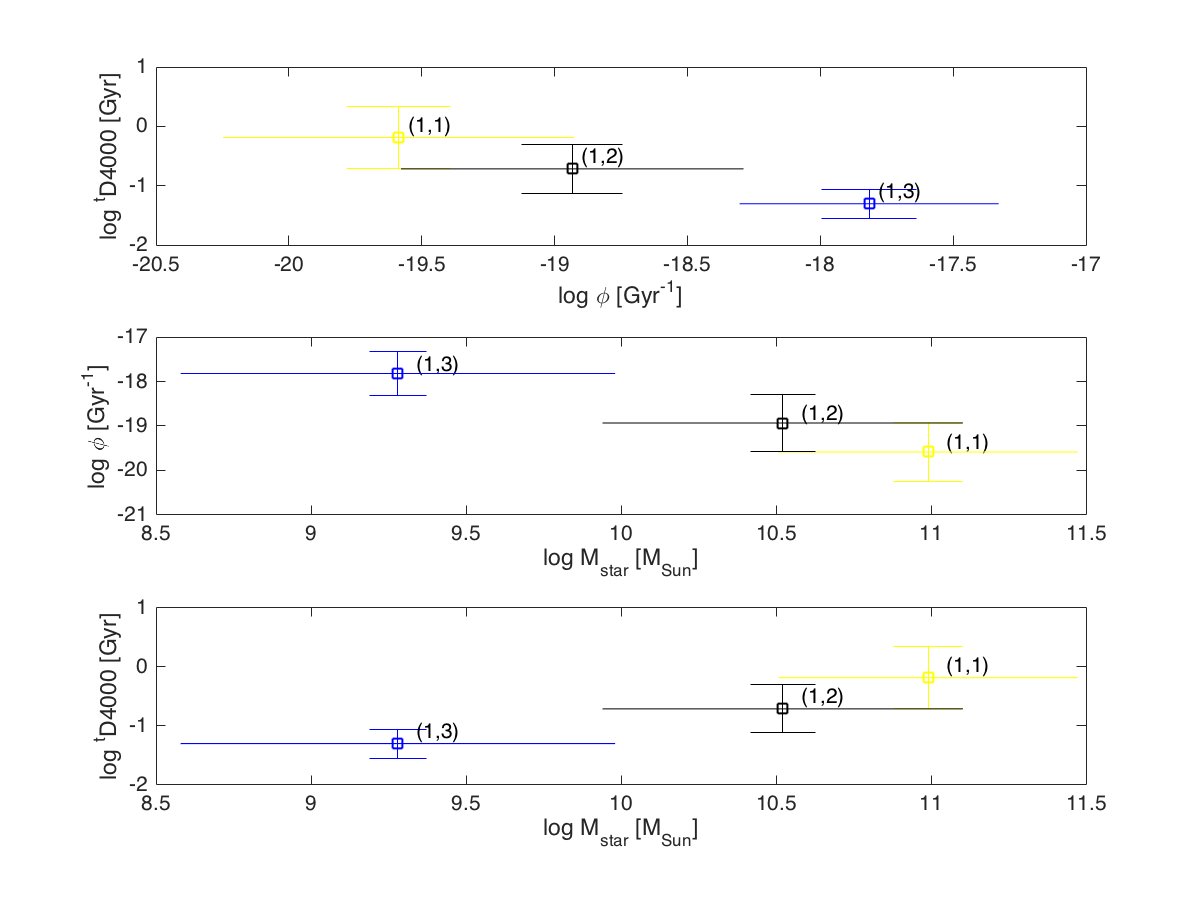 log tD4000 [Gyr]
1
0
-1
-2
(1,1)
(1,2)
(1,3)
-20.5 -20 -19.5 -19 -18.5 -18 -17.5 -17
log ϕ [Gyr-1]
log ϕ [Gyr-1]
-17
-18
-19
-20
-21
(1,3)
(1,2)
(1,1)
8.5 9 9.5 10 10.5 11 11.5
log Mstar [MSun]
log tD4000 [Gyr]
1
0
-1
-2
(1,1)
(1,2)
(1,3)
8.5 9 9.5 10 10.5 11 11.5
log Mstar [MSun]